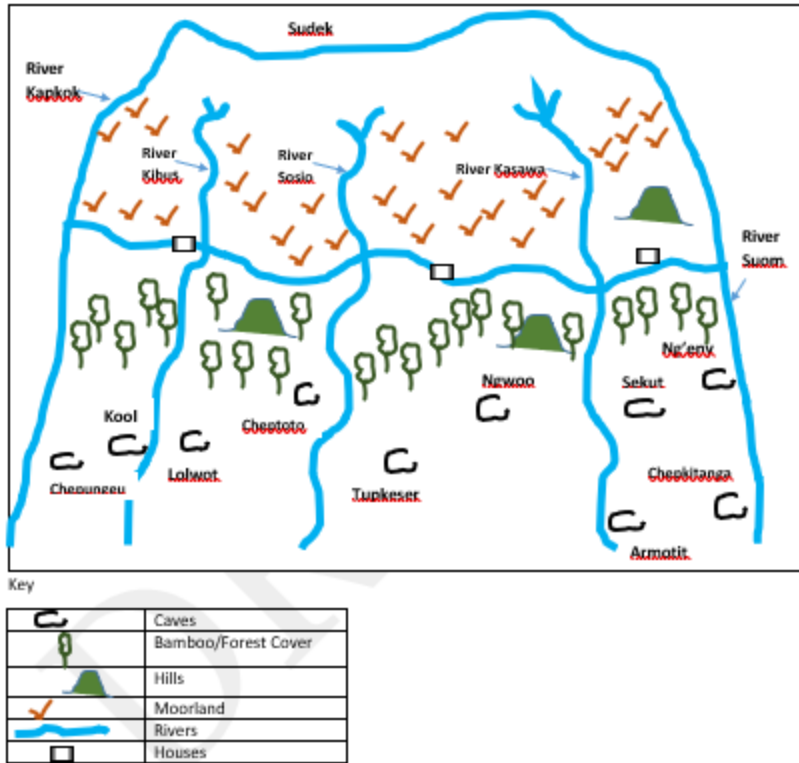 Sudek
River
Kapkok
River
Kibus
River
Sosio
River Kasawa
River
Suom
Ng'eny
Ngwoo
Sekut
Kool
Cheptoto
Lolwot
Chepkitanga
Chepungeu
Tupkeser
Armotit
Key
Caves
Bamboo/Forest Cover
Hills
Moorland
Rivers
Houses